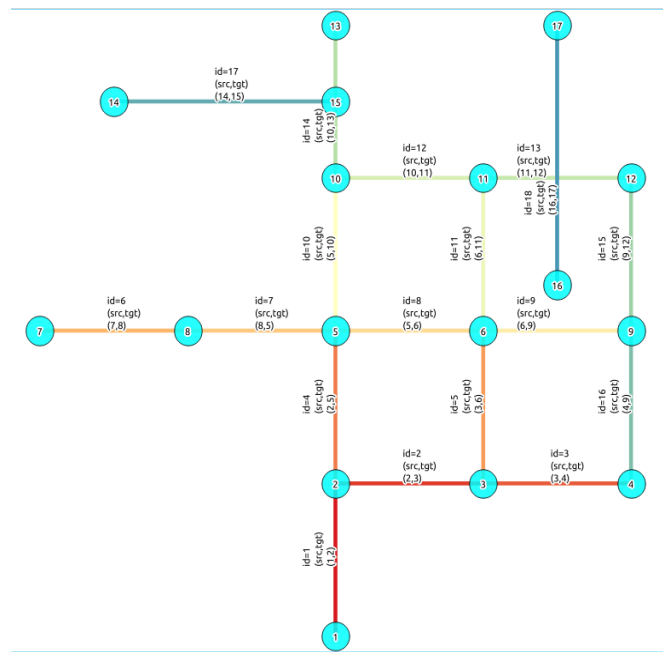 13
17
id=17
(src,tgt)
(14,15)
14
15
id=14
(src,tgt)
(10,13)
id=12
(src,tgt)
(10,11)
id=13
(src,tgt)
(11,12)
10
11
12
id=18
(src,tgt)
(16,17)
id=10
(src,tgt)
(5,10)
id=11
(src,tgt)
(6,11)
id=15
(src,tgt)
(9,12)
16
id=6
(src,tgt)
(7,8)
id=7
(src,tgt)
(8,5)
id=8
(src,tgt)
(5,6)
id=9
(src,tgt)
(6,9)
7
8
5
6
9
id=4
(src,tgt)
(2,5)
id=5
(src,tgt)
(3,6)
id=16
(src,tgt)
(4,9)
id=2
(src,tgt)
(2,3)
id=3
(src,tgt)
(3,4)
2
3
4
id=1
(src,tgt)
(1,2)
1